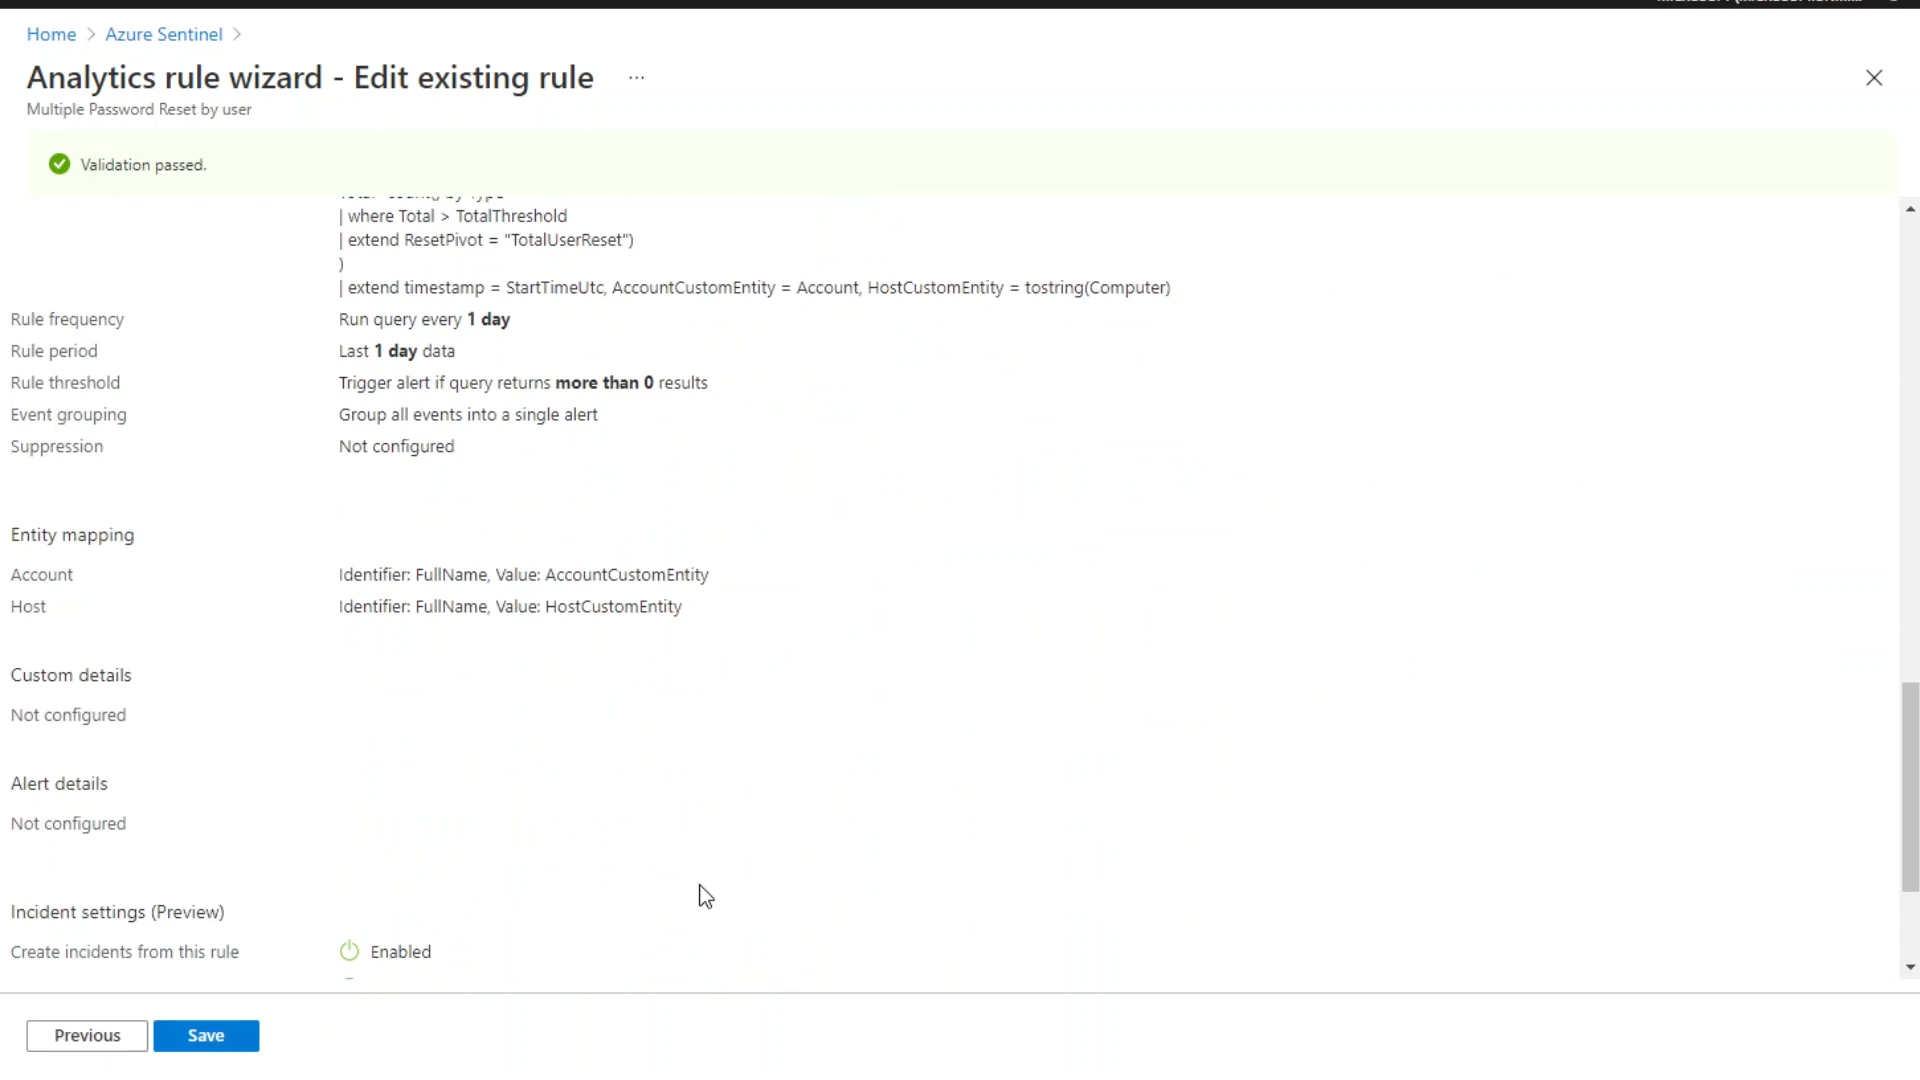 Home > Azure Sentinel >
Analytics rule wizard - Edit existing rule ...
Multiple Password Reset by user
Validation passed.
| where Total > TotalThreshold
| extend ResetPivot = "TotalUserReset")
)
| extend timestamp = StartTimeUtc, AccountCustomEntity = Account, HostCustomEntity = tostring(Computer)
Rule frequency Run query every 1 day
Rule period Last 1 day data
Rule threshold Trigger alert if query returns more than 0 results
Event grouping Group all events into a single alert
Suppression Not configured
Entity mapping
Account Identifier: FullName, Value: AccountCustomEntity
Host Identifier: FullName, Value: HostCustomEntity
Custom details
Not configured
Alert details
Not configured
Incident settings (Preview)
Create incidents from this rule Enabled
Previous Save